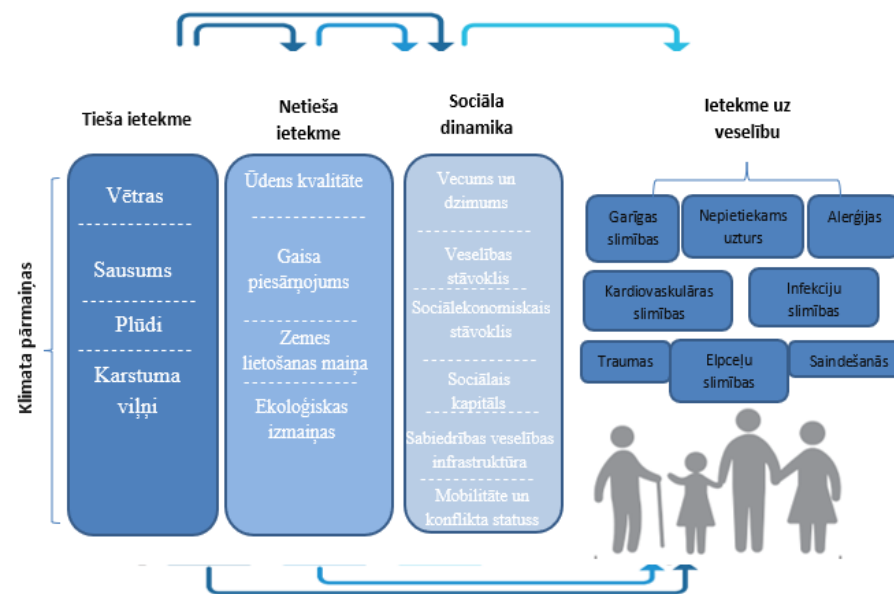 Klimata pārmaiņas
Tieša ietekme
Vētras
Sausums
Plūdi
Karstuma
viļņi
Netieša
ietekme
Ūdens kvalitāte
Gaisa
piesārņojums
Zemes
lietošanas maiņa
Ekoloģiskas
izmaiņas
Sociāla
dinamika
Vecums un
dzimums
Veselības
stāvoklis
Sociālekonomiskais
stāvoklis
Sociālais
kapitāls
Sabiedrības veselības
infrastruktūra
Mobilitāte un
konflikta statuss
Ietekme uz
veselību
Garīgas
slimības
Nepietiekams
uzturs
Alerģijas
Kardiovaskulāras
slimības
Infekciju
slimības
Traumas
Elpceļu
slimības
Saindešanās